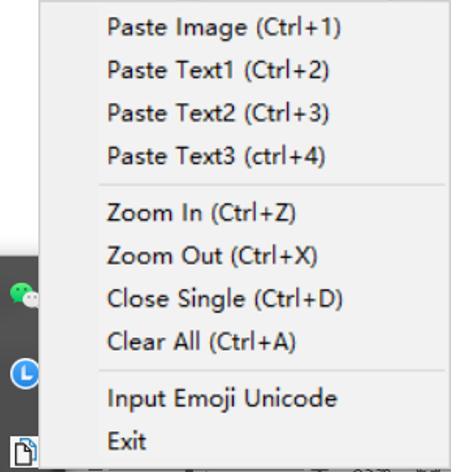 Paste Image (Ctrl+1)
Paste Text1 (Ctrl+2)
Paste Text2 (Ctrl+3)
Paste Text3 (ctrl+4)
Zoom In (Ctrl+Z)
Zoom Out (Ctrl+X)
Close Single (Ctrl+D)
Clear All (Ctrl+A)
Input Emoji Unicode
Exit